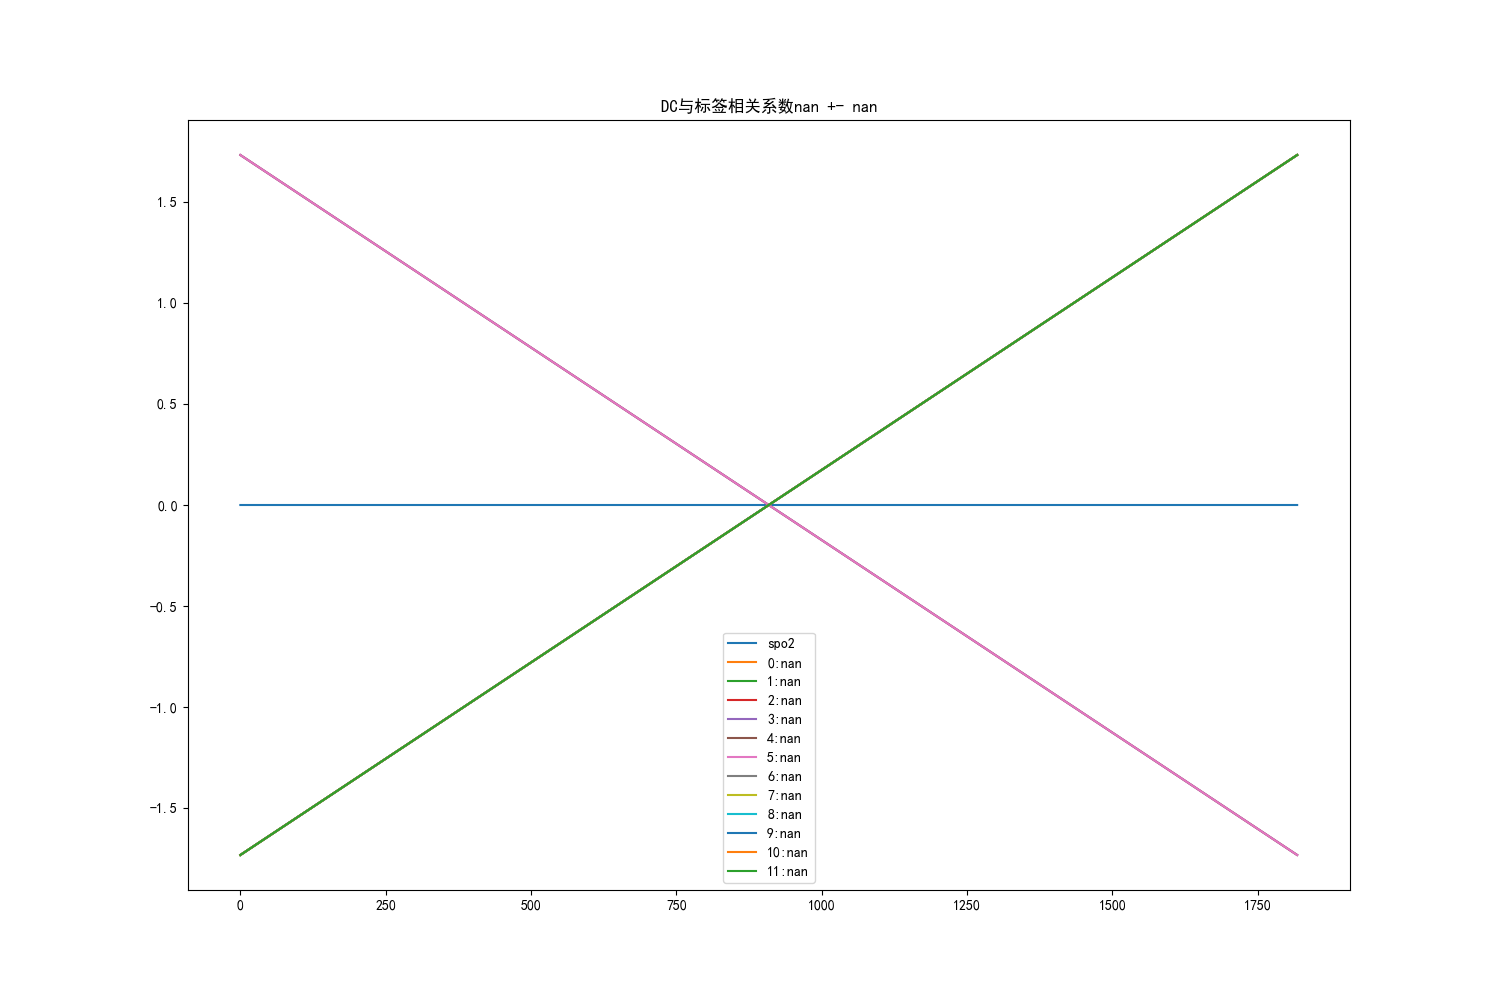 DC与标签相关系数nan +- nan
1.5
1.0
0.5
0.0
-0.5
-1.0
-1.5
spo2
0:nan
1:nan
2:nan
3:nan
4:nan
5:nan
6:nan
7:nan
8:nan
9:nan
10:nan
11:nan
0 250 500 750 1000 1250 1500 1750